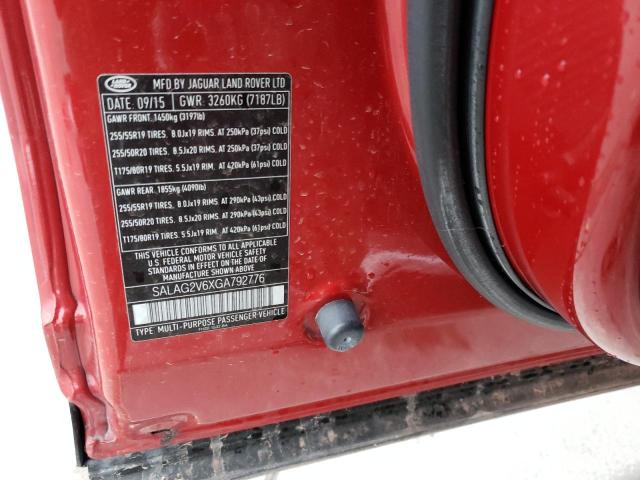 LAND ROVER
MFD BY JAGUAR LAND ROVER LTD
DATE: 09/15 GWR: 3260KG (7187LB)
GAWR FRONT: 1450kg (3197lb)
255/55R19 TIRES. 8.0Jx19 RIMS. AT 250kPa (37psi) COLD
255/50R20 TIRES. 8.5Jx20 RIMS. AT 250kPa (37psi) COLD
T175/80R19 TIRES. 5.5Jx19 RIM. AT 420kPa (61psi) COLD
GAWR REAR. 1855kg (4090lb)
255/55R19 TIRES. 8.0Jx19 RIMS. AT 290kPa (43psi) COLD
255/50R20 TIRES. 8.5Jx20 RIMS. AT 290kPa (43psi) COLD
T175/80R19 TIRES. 5.5Jx19 RIM. AT 420kPa (61psi) COLD
THIS VEHICLE CONFORMS TO ALL APPLICABLE
U.S. FEDERAL MOTOR VEHICLE SAFETY
STANDARDS IN EFFECT ON THE DATE OF
MANUFACTURE SHOWN ABOVE
SALAG2V6XGA792776
TYPE: MULTI-PURPOSE PASSENGER VEHICLE